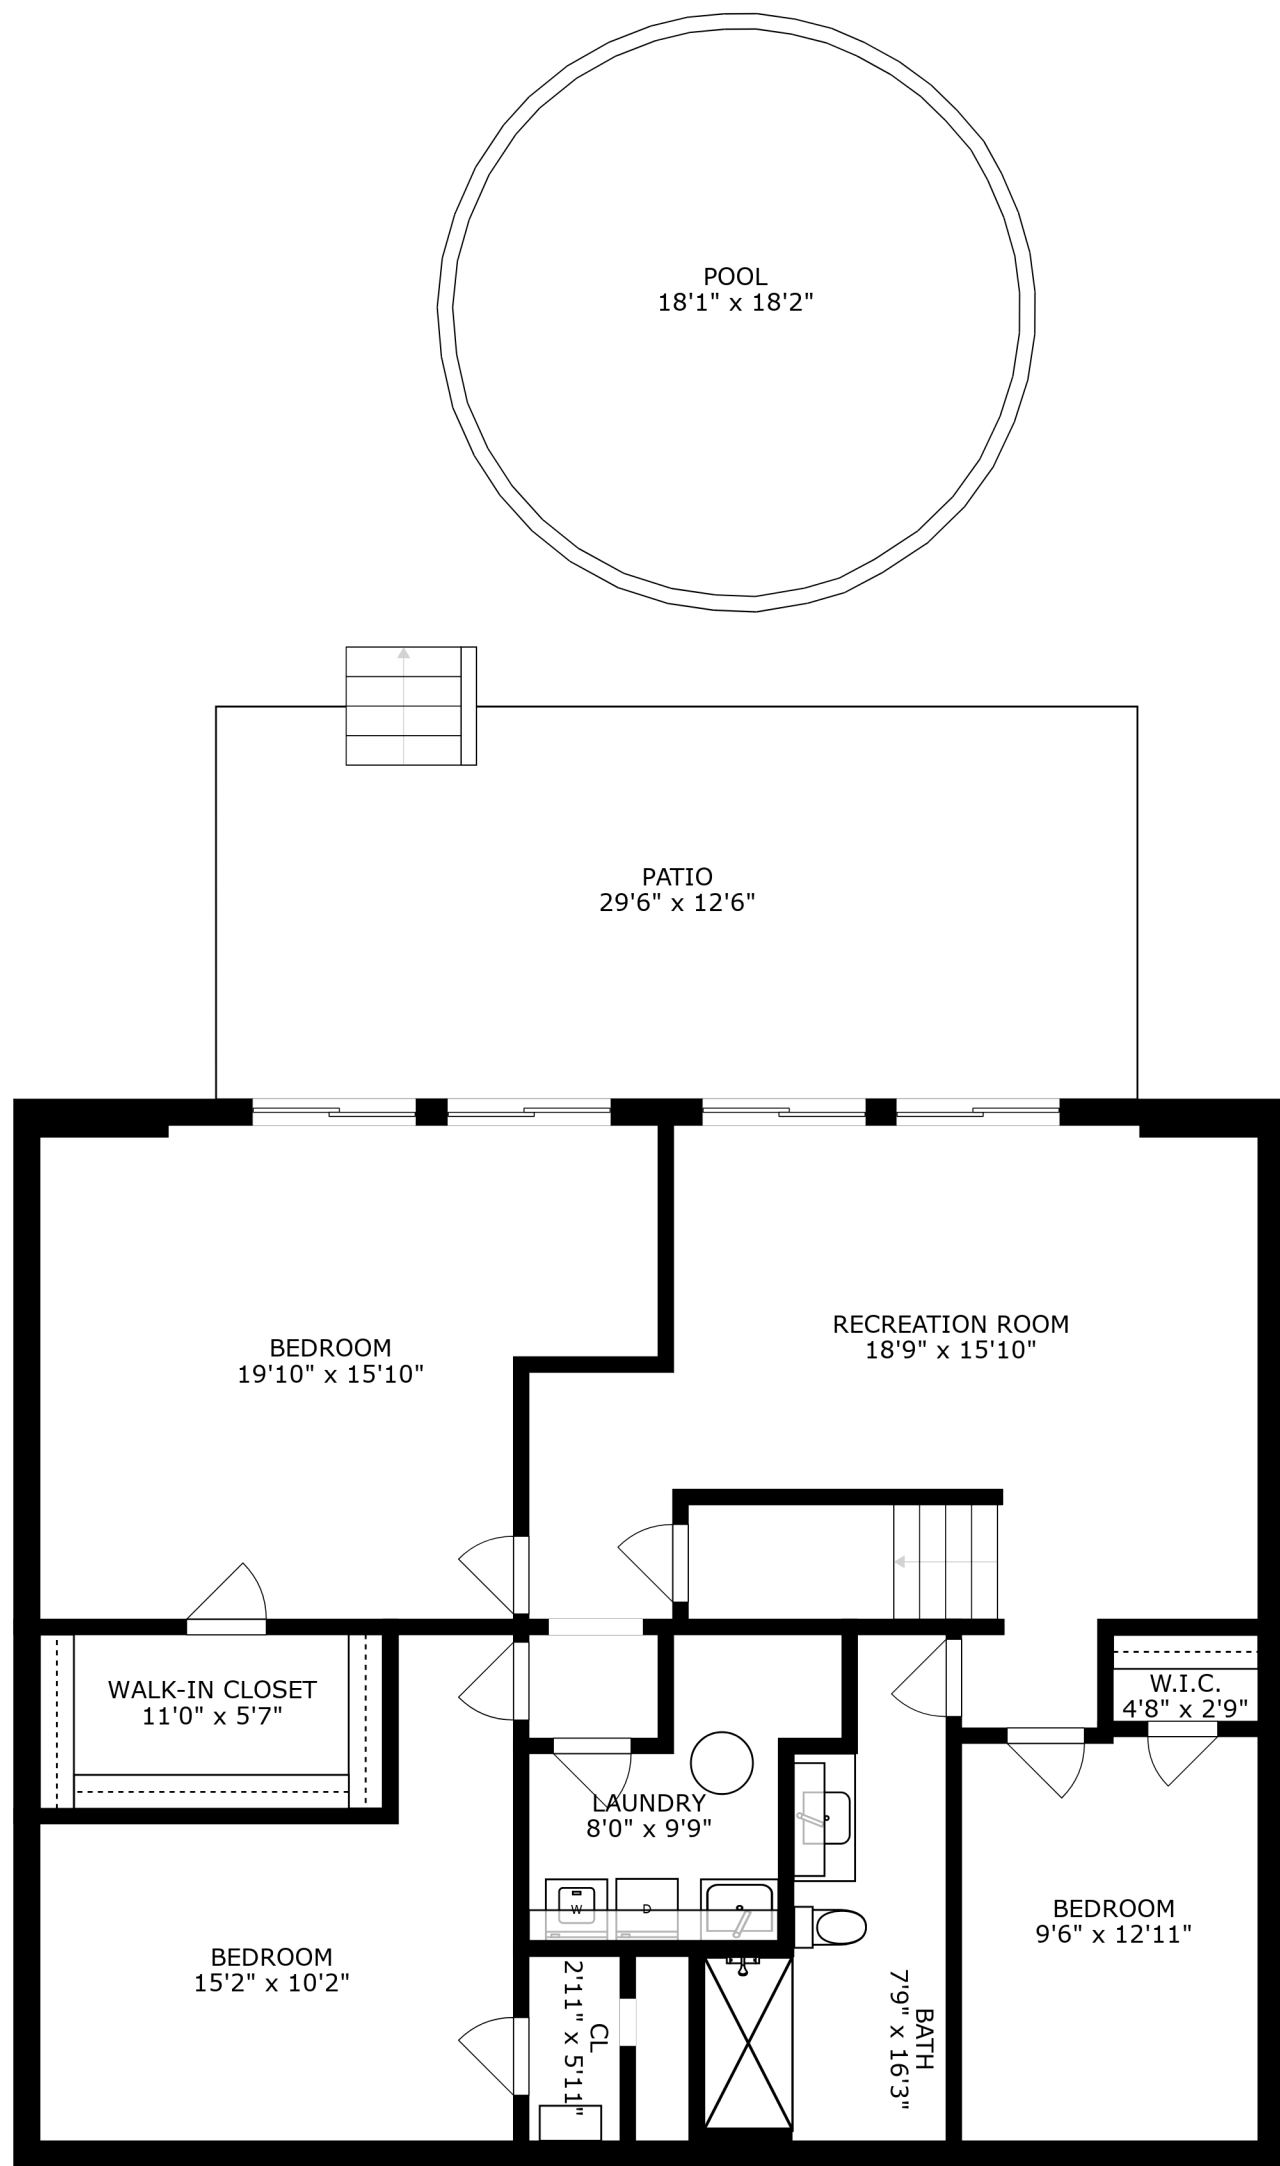 POOL
18'1" x 18'2"
PATIO
29'6" x 12'6"
RECREATION ROOM
18'9" x 15'10"
BEDROOM
19'10" x 15'10"
WALK-IN CLOSET
11'0" x 5'7"
W.I.C.
4'8" x 2'9"
LAUNDRY
8'0" x 9'9"
W
D
BEDROOM
9'6" x 12'11"
BEDROOM
15'2" x 10'2"
CL
2'11" x 5'11"
BATH
7'9" x 16'3"